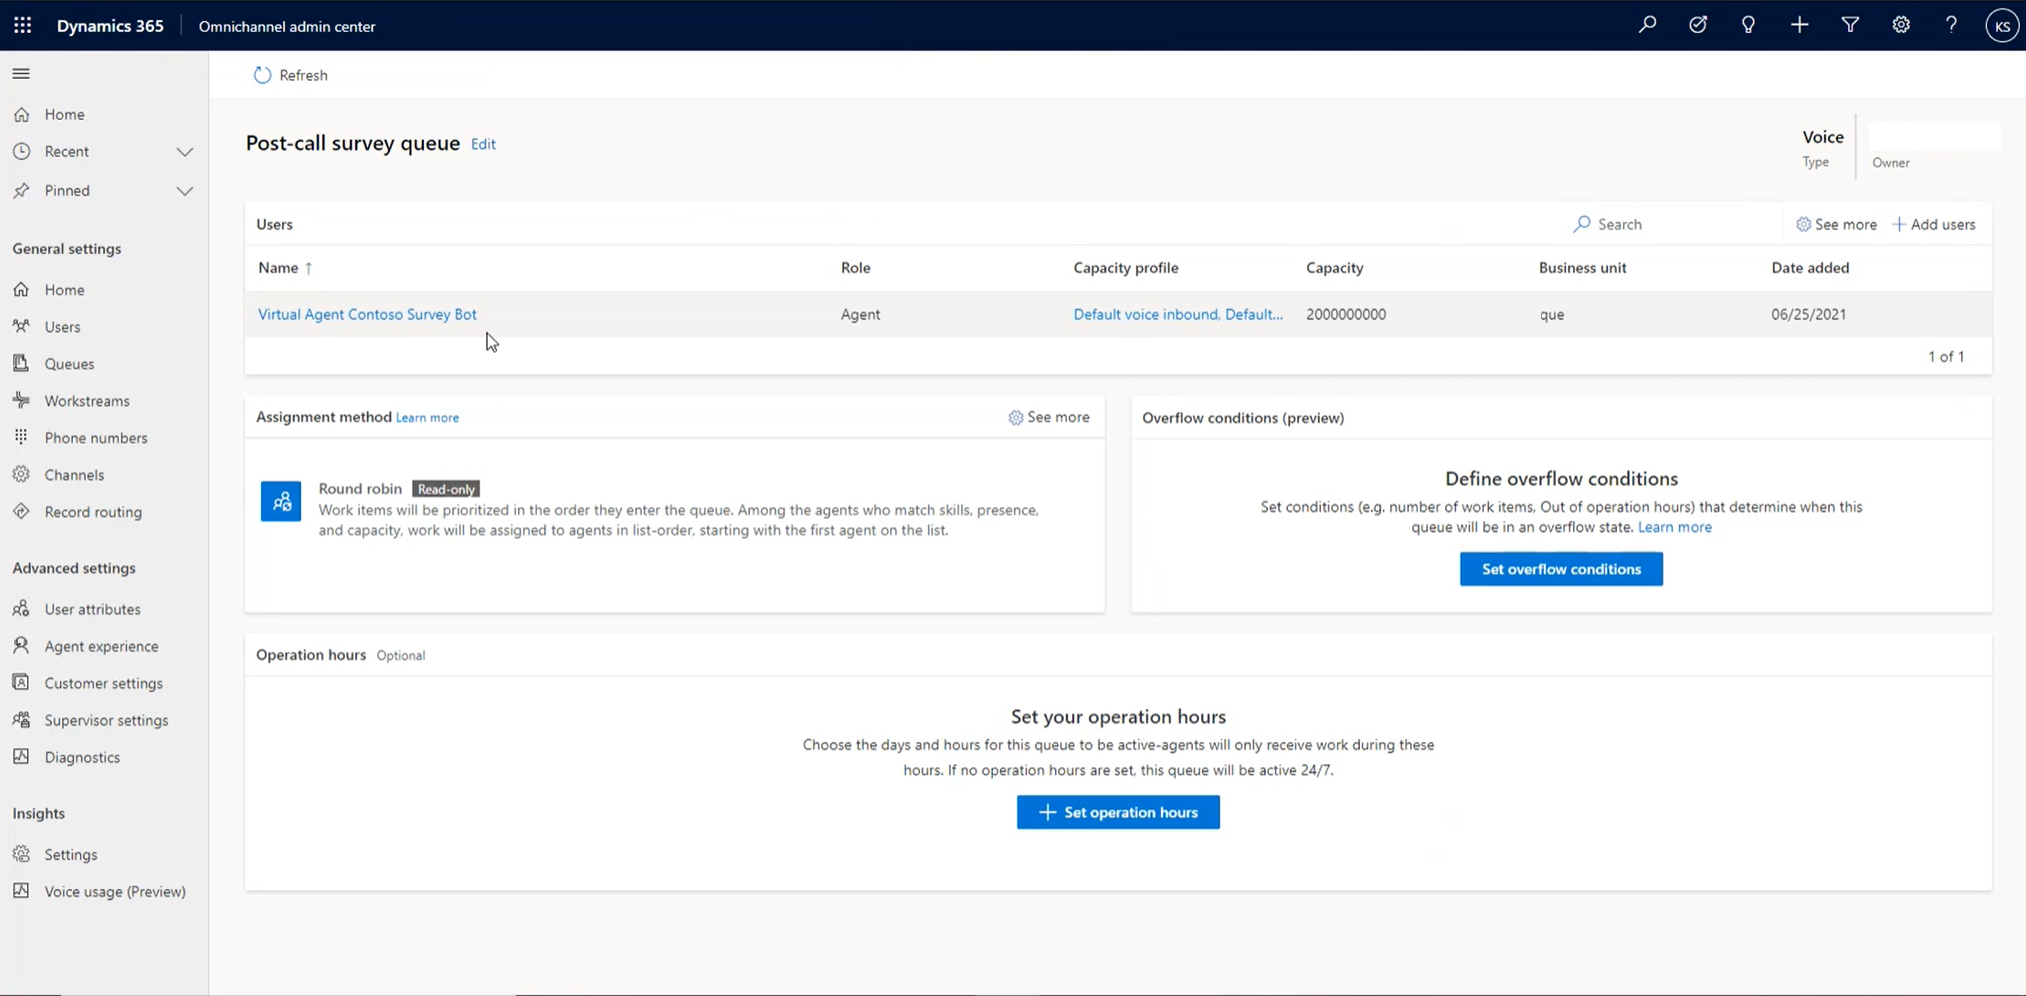 Dynamics 365
Omnichannel admin center
KS
Refresh
Home
Recent
Pinned
General settings
Home
Users
Queues
Workstreams
Phone numbers
Channels
Record routing
Advanced settings
User attributes
Agent experience
Customer settings
Supervisor settings
Diagnostics
Insights
Settings
Voice usage (Preview)
Post-call survey queue Edit
Voice
Type
Owner
Users
Search
See more
Add users
Name ↑ Role Capacity profile Capacity Business unit Date added
Virtual Agent Contoso Survey Bot Agent Default voice inbound, Default... 2000000000 que 06/25/2021
1 of 1
Assignment method Learn more
See more
Round robin Read-only
Work items will be prioritized in the order they enter the queue. Among the agents who match skills, presence,
and capacity, work will be assigned to agents in list-order, starting with the first agent on the list.
Overflow conditions (preview)
Define overflow conditions
Set conditions (e.g. number of work items, Out of operation hours) that determine when this
queue will be in an overflow state. Learn more
Set overflow conditions
Operation hours Optional
Set your operation hours
Choose the days and hours for this queue to be active-agents will only receive work during these
hours. If no operation hours are set, this queue will be active 24/7.
Set operation hours